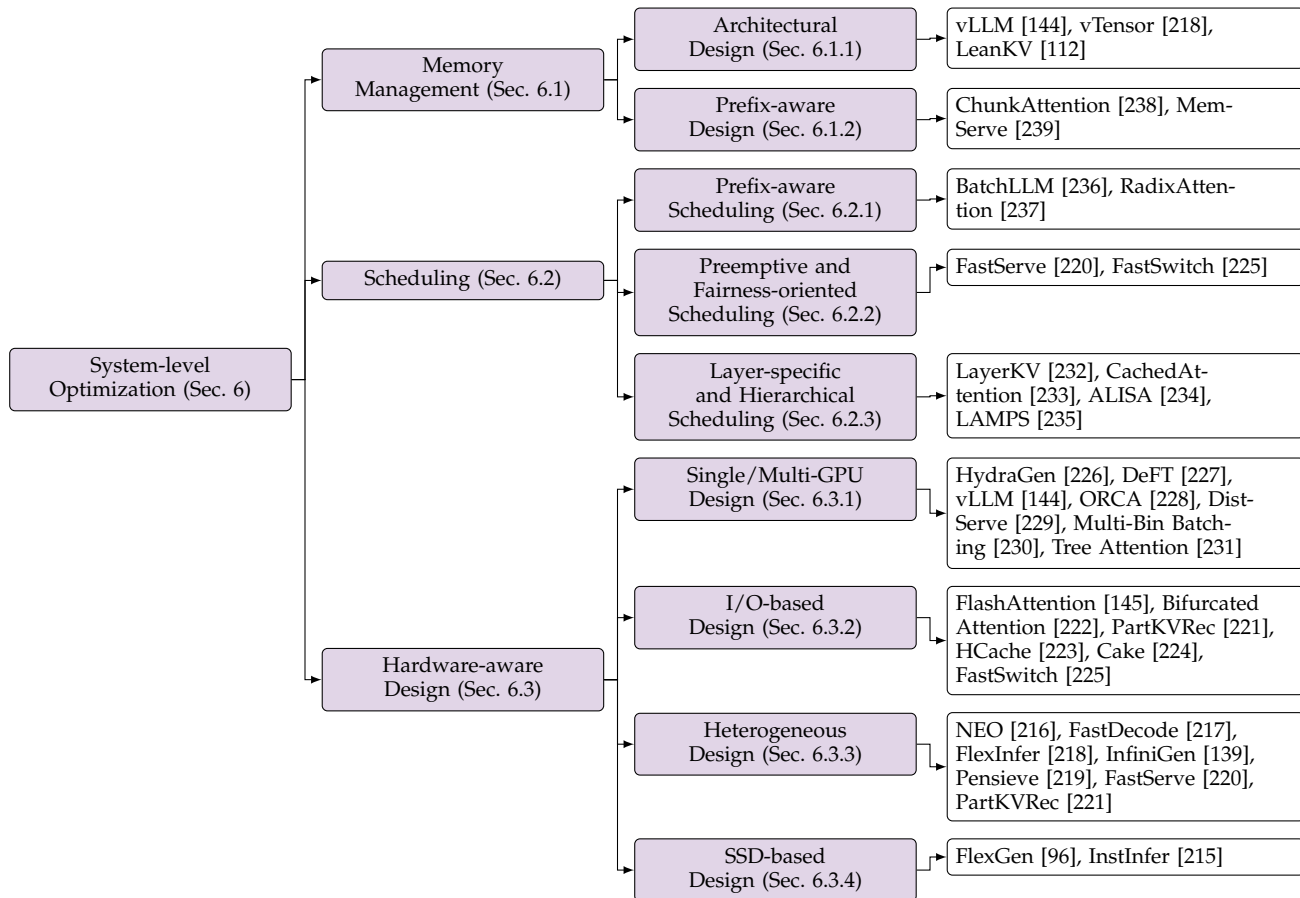 Architectural
Design (Sec. 6.1.1)
vLLM [144], vTensor [218],
LeanKV [112]
Memory
Management (Sec. 6.1)
Prefix-aware
Design (Sec. 6.1.2)
ChunkAttention [238], Mem-
Serve [239]
Prefix-aware
Scheduling (Sec. 6.2.1)
BatchLLM [236], RadixAtten-
tion [237]
Scheduling (Sec. 6.2)
Preemptive and
Fairness-oriented
Scheduling (Sec. 6.2.2)
FastServe [220], FastSwitch [225]
System-level
Optimization (Sec. 6)
Layer-specific
and Hierarchical
Scheduling (Sec. 6.2.3)
LayerKV [232], CachedAt-
tention [233], ALISA [234],
LAMPS [235]
Single/Multi-GPU
Design (Sec. 6.3.1)
HydraGen [226], DeFT [227],
vLLM [144], ORCA [228], Dist-
Serve [229], Multi-Bin Batch-
ing [230], Tree Attention [231]
I/O-based
Design (Sec. 6.3.2)
FlashAttention [145], Bifurcated
Attention [222], PartKVRec [221],
HCache [223], Cake [224],
FastSwitch [225]
Hardware-aware
Design (Sec. 6.3)
Heterogeneous
Design (Sec. 6.3.3)
NEO [216], FastDecode [217],
FlexInfer [218], InfiniGen [139],
Pensieve [219], FastServe [220],
PartKVRec [221]
SSD-based
Design (Sec. 6.3.4)
FlexGen [96], InstInfer [215]